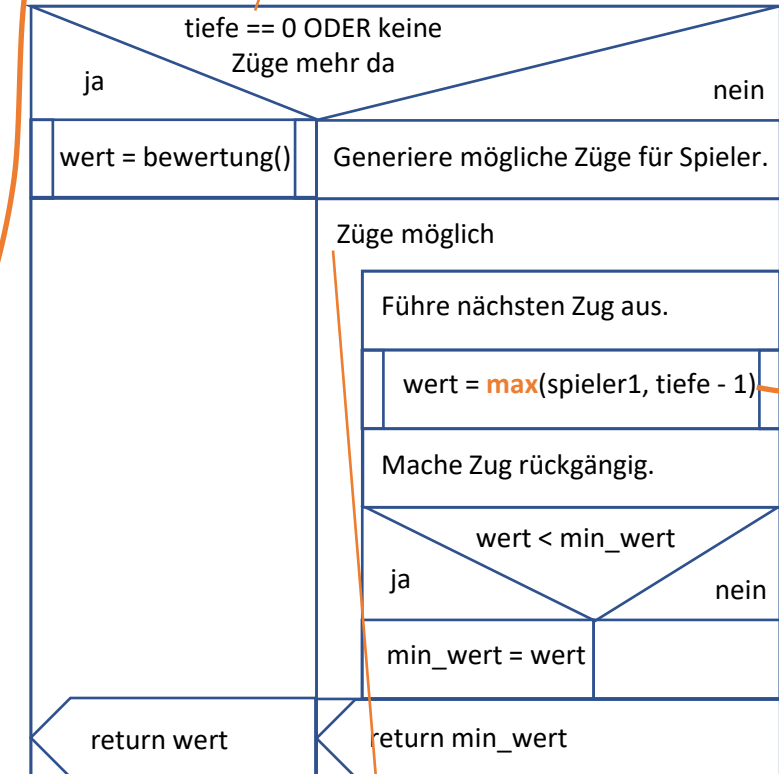 tiefe == 0 ODER keine
Züge mehr da
ja
nein
wert = bewertung()
Generiere mögliche Züge für Spieler.
Züge möglich
Führe nächsten Zug aus.
wert = max(spieler1, tiefe - 1)
Mache Zug rückgängig.
wert < min_wert
ja
nein
min_wert = wert
return wert
return min_wert